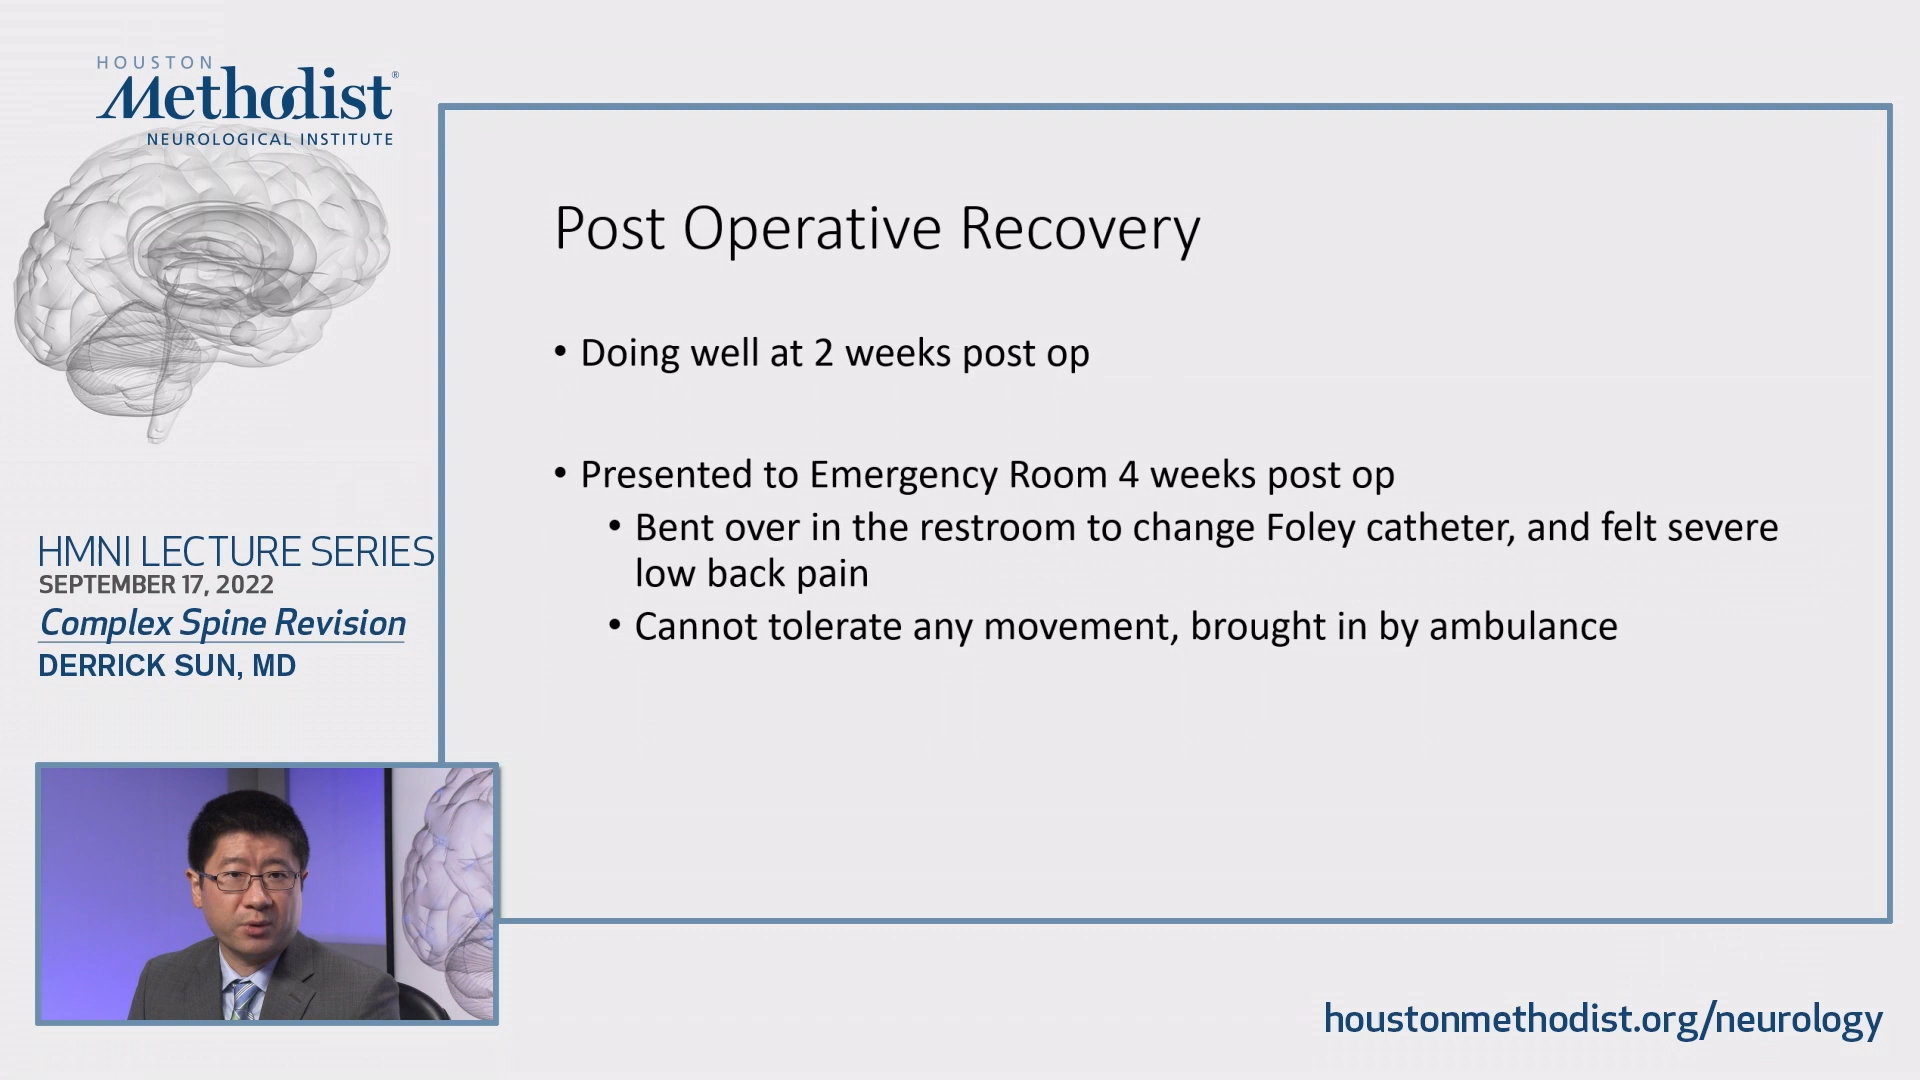 HOUSTON
Methodist®
NEUROLOGICAL INSTITUTE
Post Operative Recovery
• Doing well at 2 weeks post op
• Presented to Emergency Room 4 weeks post op
• Bent over in the restroom to change Foley catheter, and felt severe
low back pain
• Cannot tolerate any movement, brought in by ambulance
HMNI LECTURE SERIES
SEPTEMBER 17, 2022
Complex Spine Revision
DERRICK SUN, MD
houstonmethodist.org/neurology